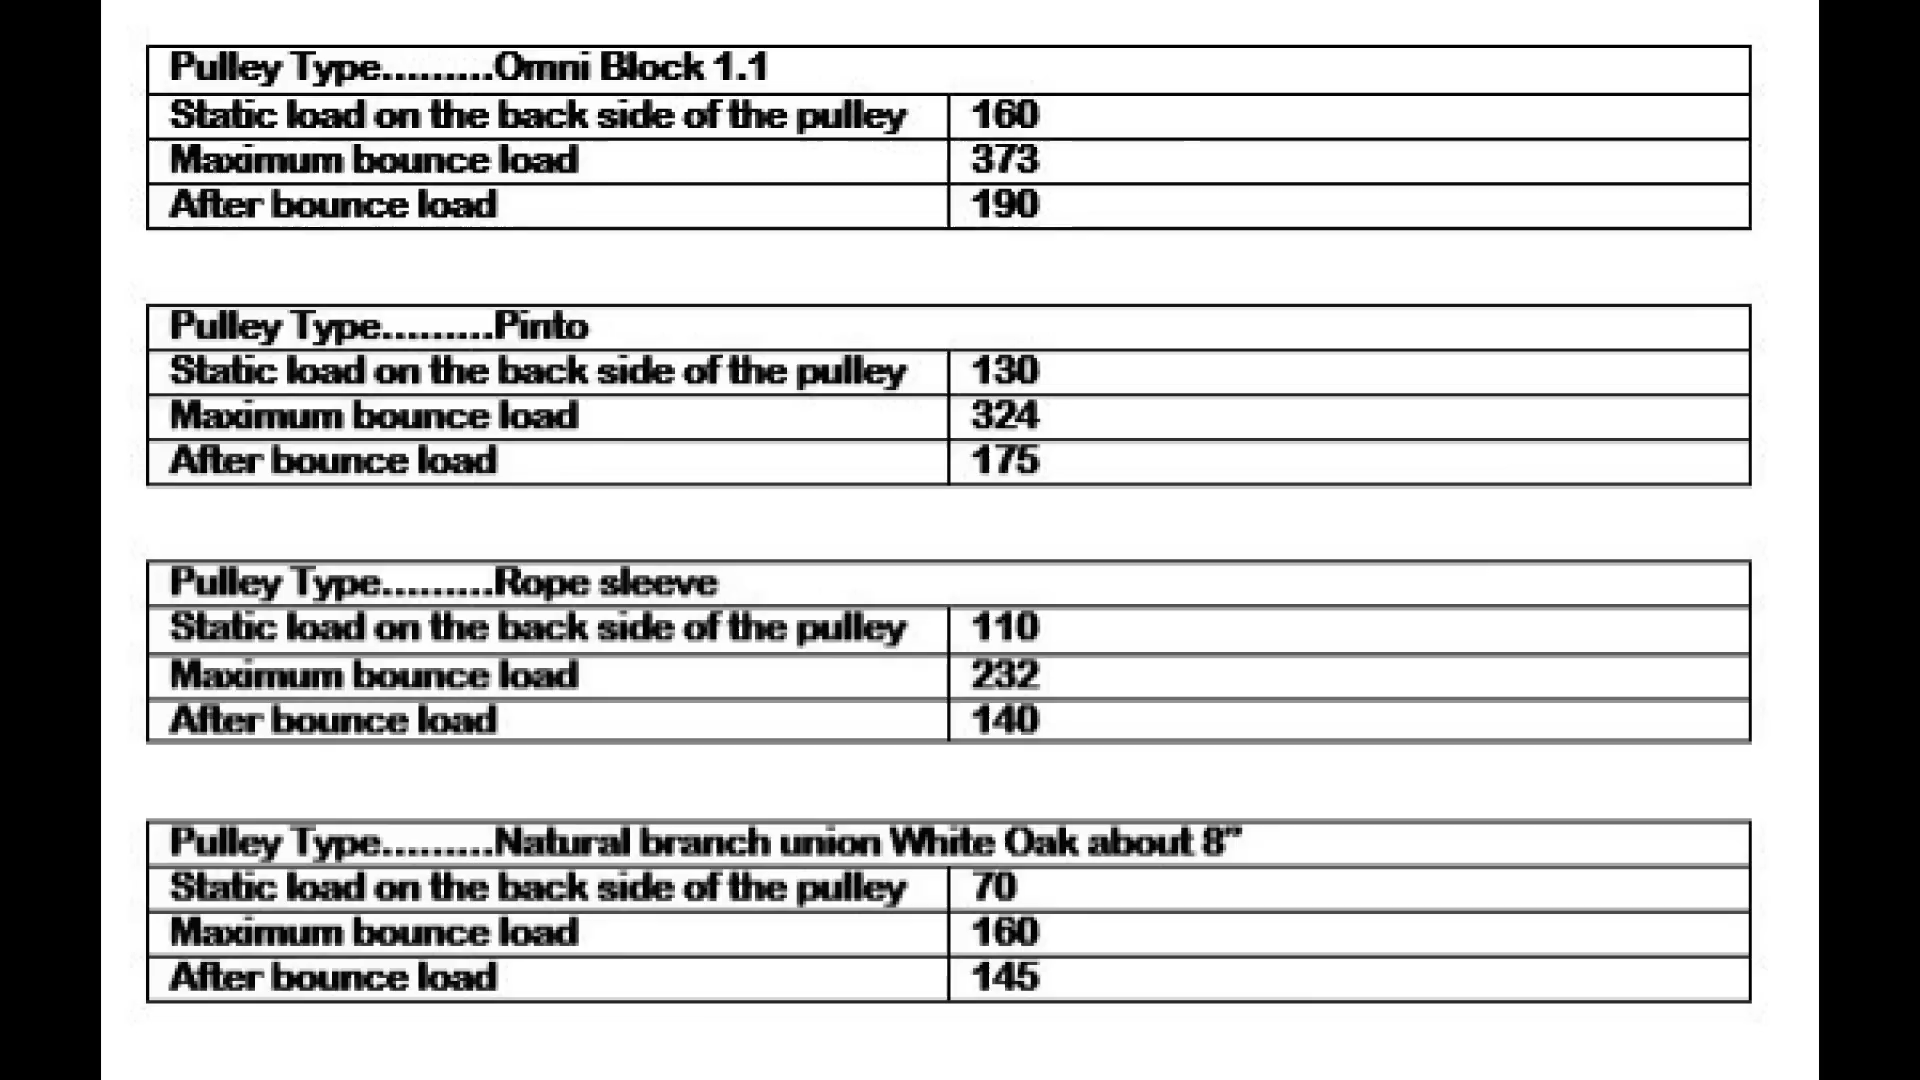 Pulley Type.........Omni Block 1.1
Static load on the back side of the pulley 160
Maximum bounce load 373
After bounce load 190
Pulley Type.........Pinto
Static load on the back side of the pulley 130
Maximum bounce load 324
After bounce load 175
Pulley Type.........Rope sleeve
Static load on the back side of the pulley 110
Maximum bounce load 232
After bounce load 140
Pulley Type.........Natural branch union White Oak about 8”
Static load on the back side of the pulley 70
Maximum bounce load 160
After bounce load 145